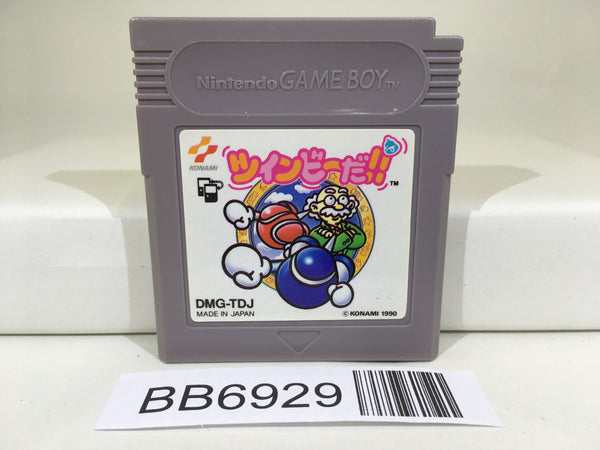 Nintendo GAME BOY TM
KONAMI
ツインビーだ!!
TM
DMG-TDJ
MADE IN JAPAN
© KONAMI 1990
BB6929